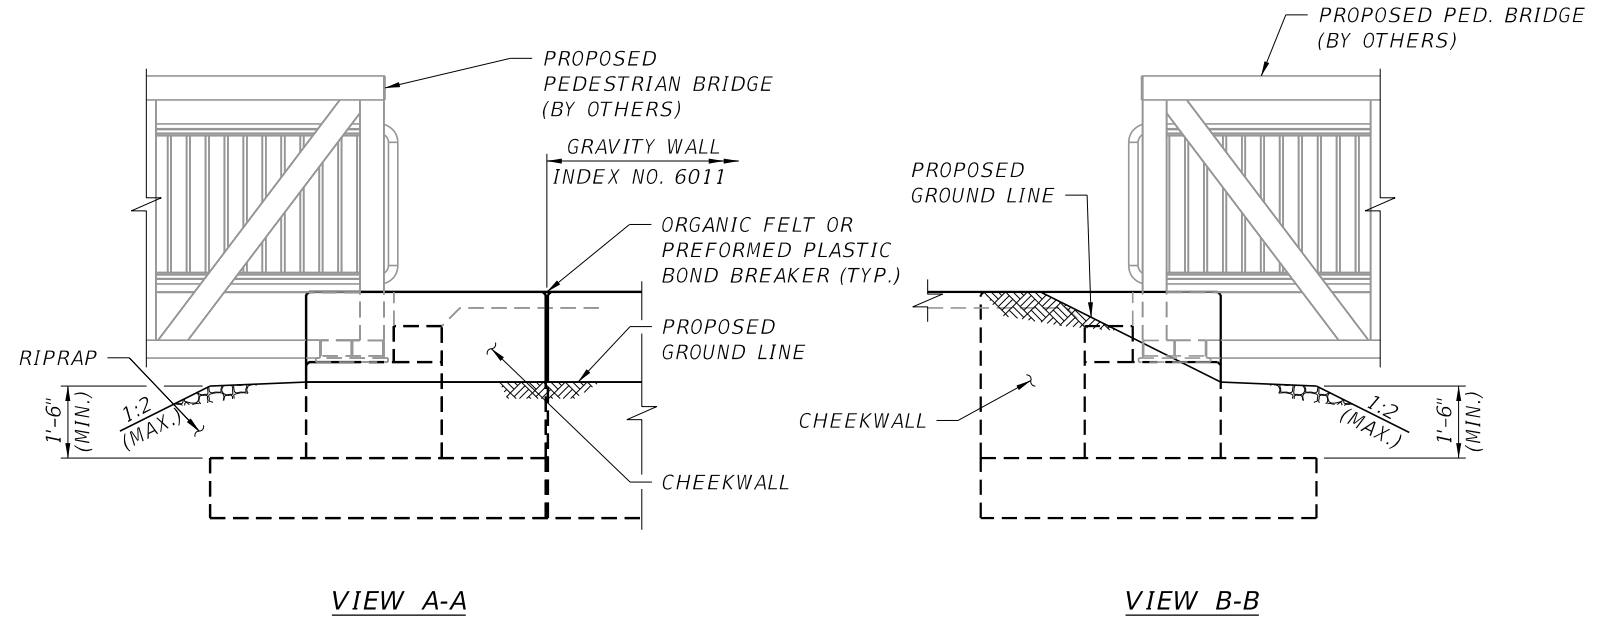 PROPOSED
PEDESTRIAN BRIDGE
(BY OTHERS)
GRAVITY WALL
INDEX NO. 6011
ORGANIC FELT OR
PREFORMED PLASTIC
BOND BREAKER (TYP.)
PROPOSED
GROUND LINE
RIPRAP
1'-6"
(MIN.)
1:2
(MAX.)
CHEEKWALL
VIEW A-A
PROPOSED PED. BRIDGE
(BY OTHERS)
PROPOSED
GROUND LINE
CHEEKWALL
1:2
(MAX.)
1'-6"
(MIN.)
VIEW B-B